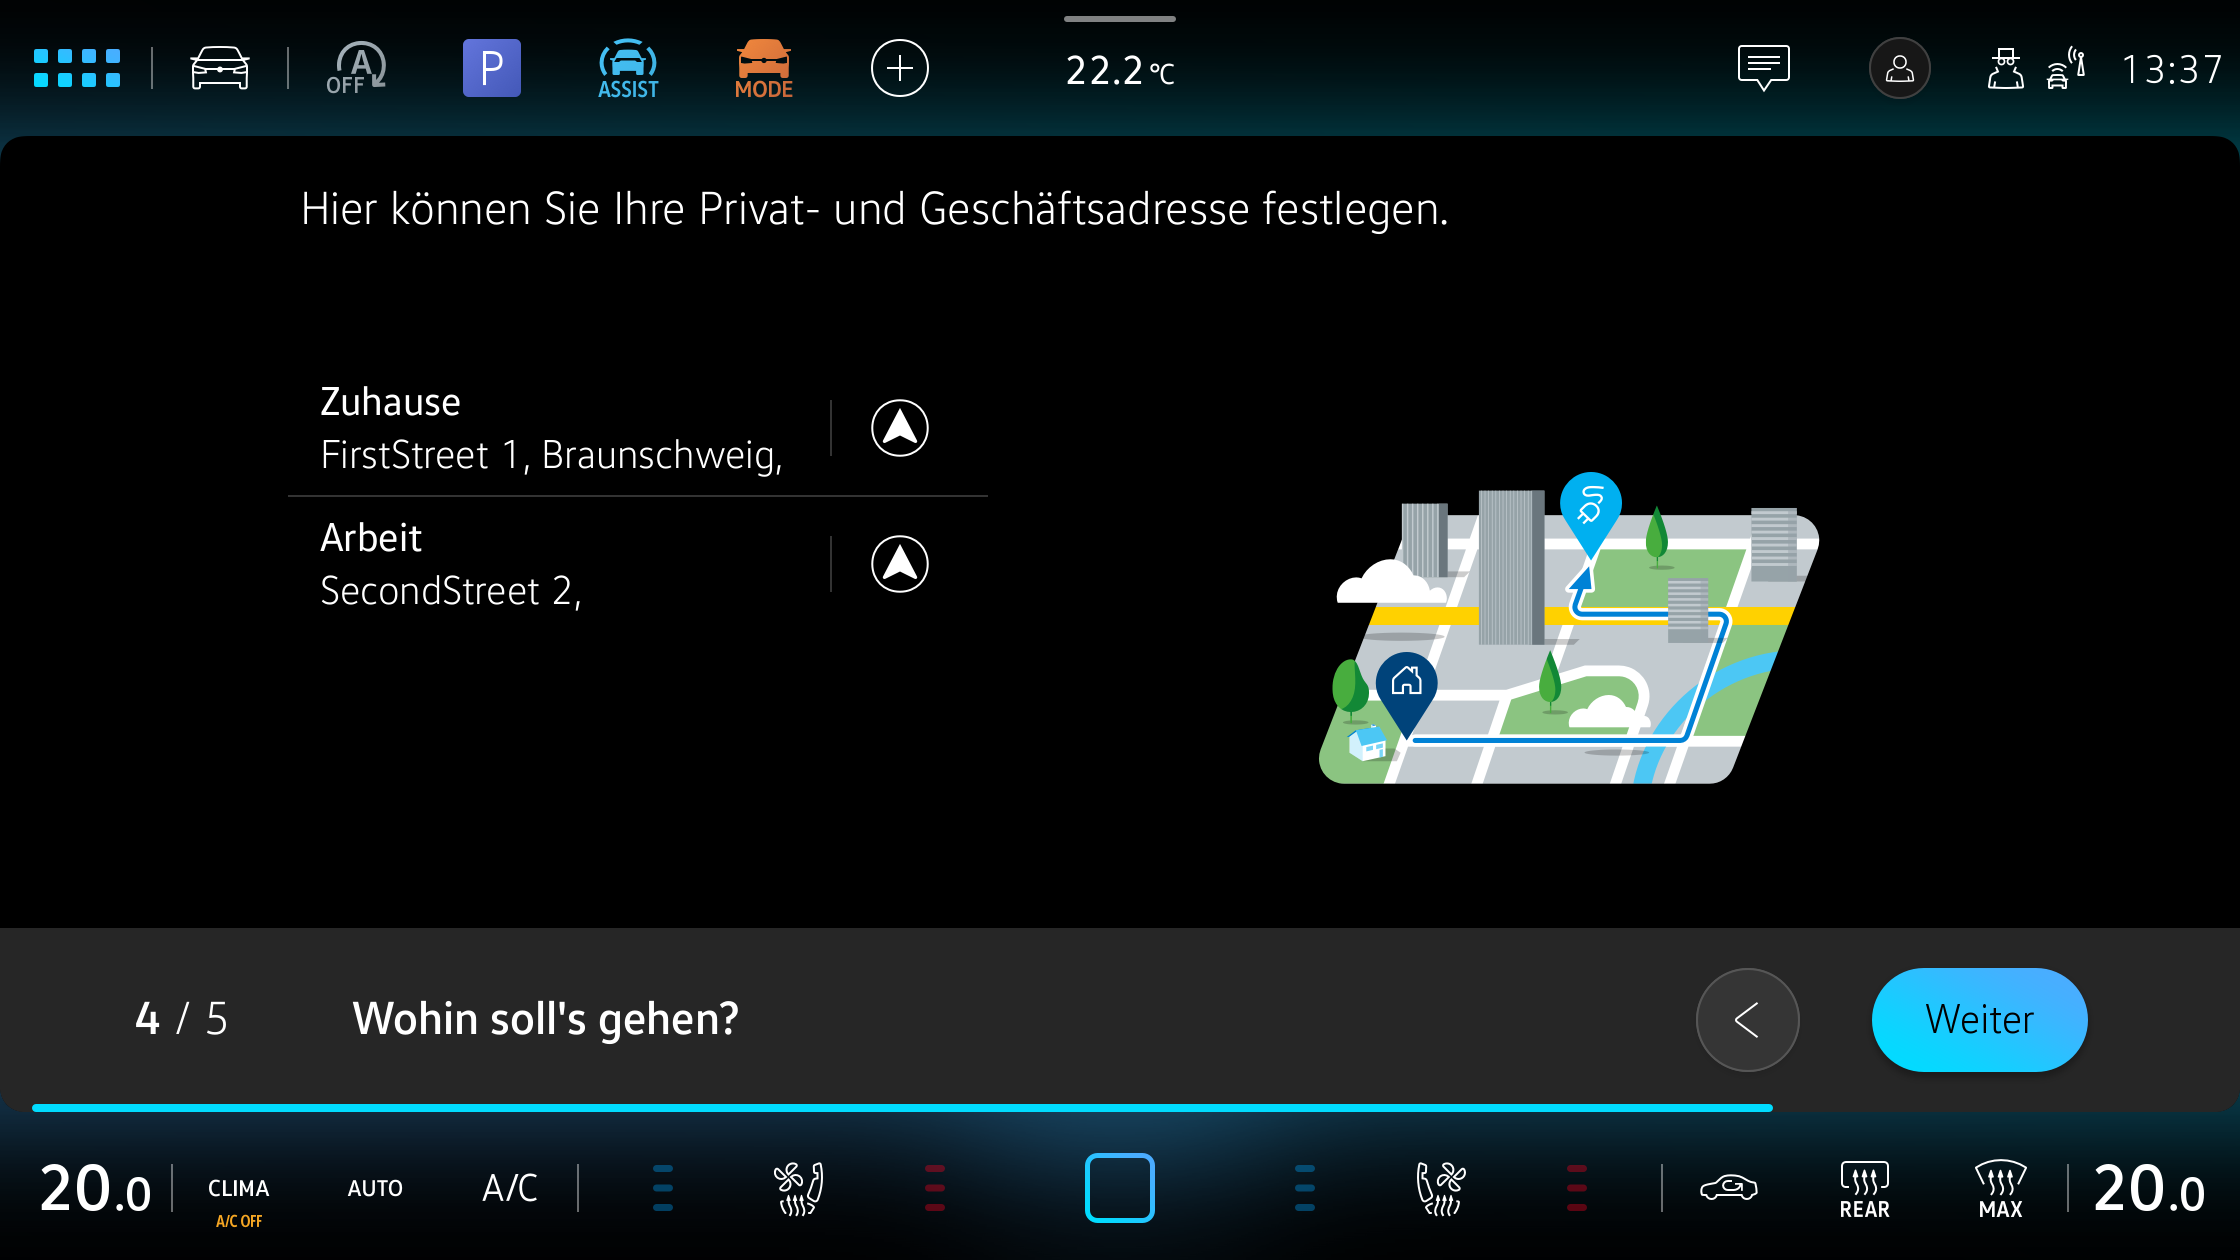 OFF A
P
ASSIST
MODE
22.2 °C
13:37
Hier können Sie Ihre Privat- und Geschäftsadresse festlegen.
Zuhause
FirstStreet 1, Braunschweig,
Arbeit
SecondStreet 2,
4 / 5
Wohin soll's gehen?
Weiter
20.0
CLIMA
A/C OFF
AUTO
A/C
REAR
MAX
20.0